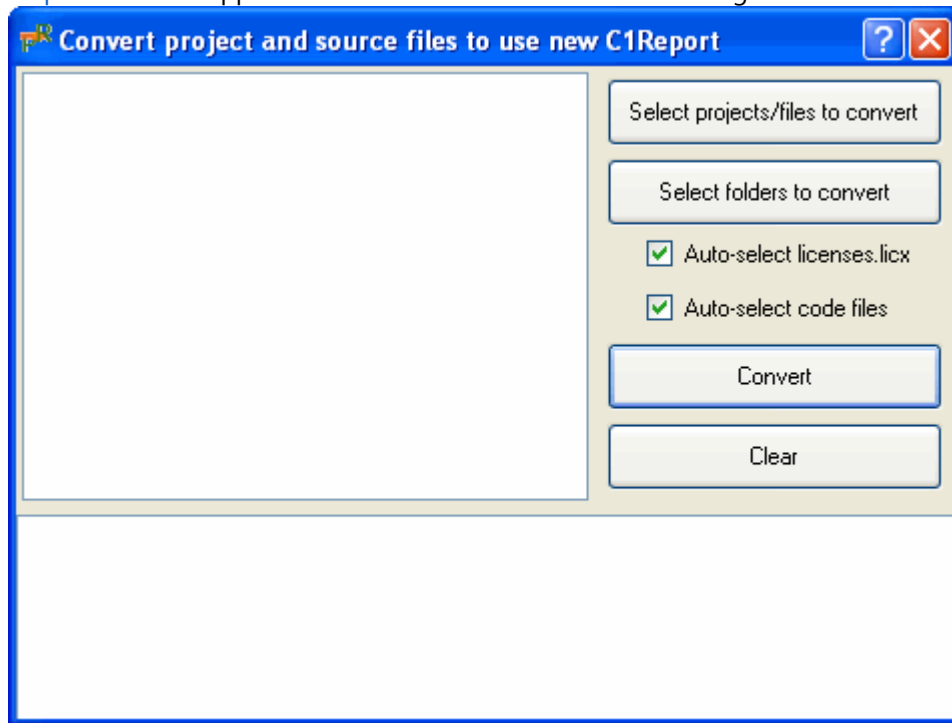 Convert project and source files to use new C1Report
Select projects/files to convert
Select folders to convert
Auto-select licenses.licx
Auto-select code files
Convert
Clear